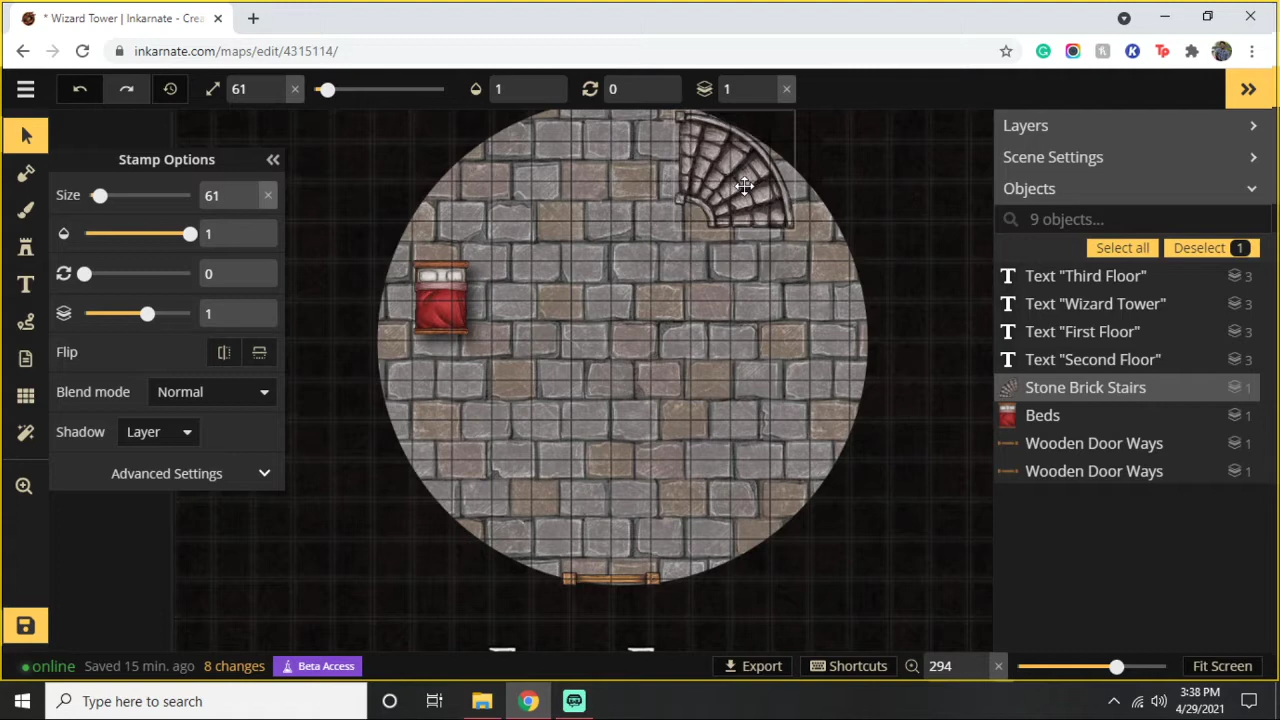 * Wizard Tower | Inkarnate - Crea
inkarnate.com/maps/edit/4315114/
61 × 1 0 1 ×
Stamp Options
Size 61 ×
1
0
1
Flip
Blend mode Normal
Shadow Layer
Advanced Settings
Layers
Scene Settings
Objects
9 objects...
Select all Deselect 1
Text "Third Floor" 3
Text "Wizard Tower" 3
Text "First Floor" 3
Text "Second Floor" 3
Stone Brick Stairs 1
Beds 1
Wooden Door Ways 1
Wooden Door Ways 1
online Saved 15 min. ago 8 changes Beta Access Export Shortcuts 294 × Fit Screen
Type here to search
3:38 PM
4/29/2021